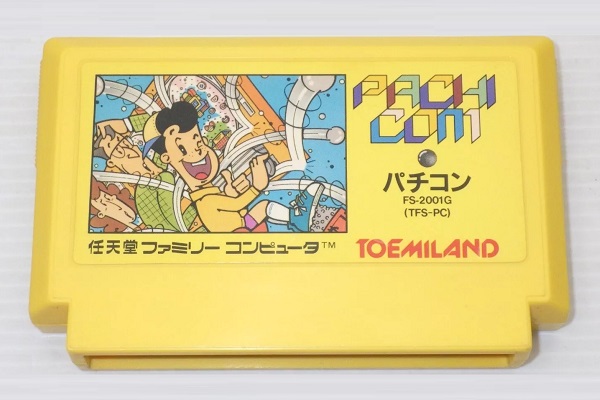 PACHI
COM
パチコン
FS-2001G
(TFS-PC)
任天堂 ファミリー コンピュータ™
TOEMILAND